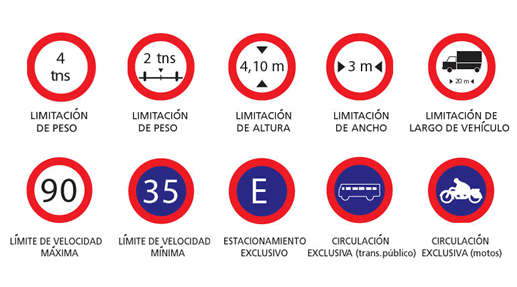 4
tns
2 tns
4,10 m
3 m
20 m
LIMITACIÓN
DE PESO
LIMITACIÓN
DE PESO
LIMITACIÓN
DE ALTURA
LIMITACIÓN
DE ANCHO
LIMITACIÓN DE
LARGO DE VEHÍCULO
90
35
E
LÍMITE DE VELOCIDAD
MÁXIMA
LÍMITE DE VELOCIDAD
MÍNIMA
ESTACIONAMIENTO
EXCLUSIVO
CIRCULACIÓN
EXCLUSIVA (trans.público)
CIRCULACIÓN
EXCLUSIVA (motos)